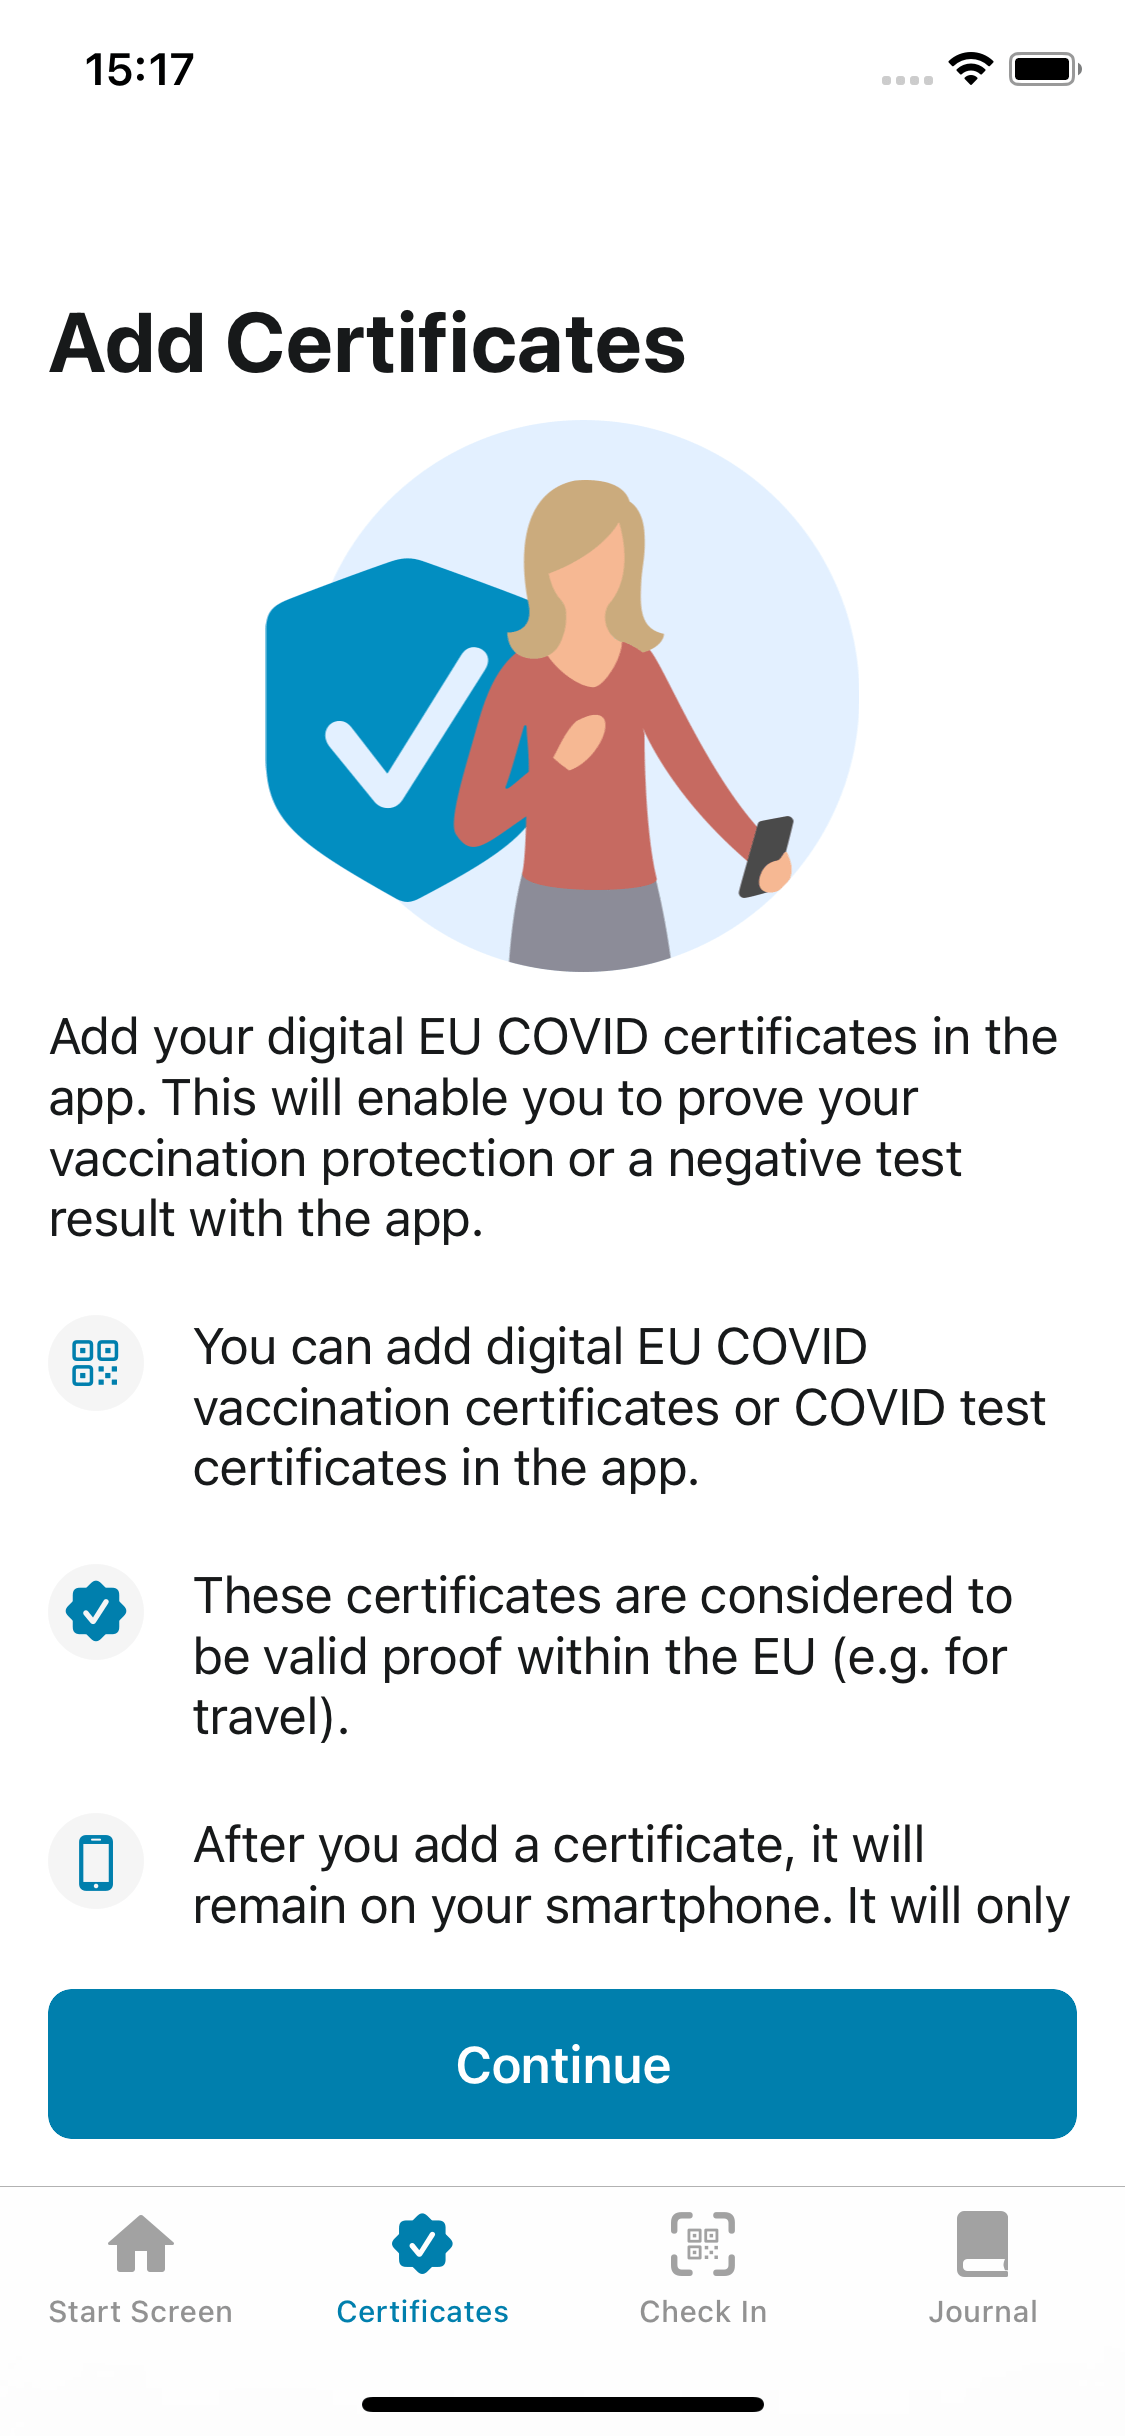 15:17
Add Certificates
Add your digital EU COVID certificates in the
app. This will enable you to prove your
vaccination protection or a negative test
result with the app.
You can add digital EU COVID
vaccination certificates or COVID test
certificates in the app.
These certificates are considered to
be valid proof within the EU (e.g. for
travel).
After you add a certificate, it will
remain on your smartphone. It will only
Continue
Start Screen
Certificates
Check In
Journal